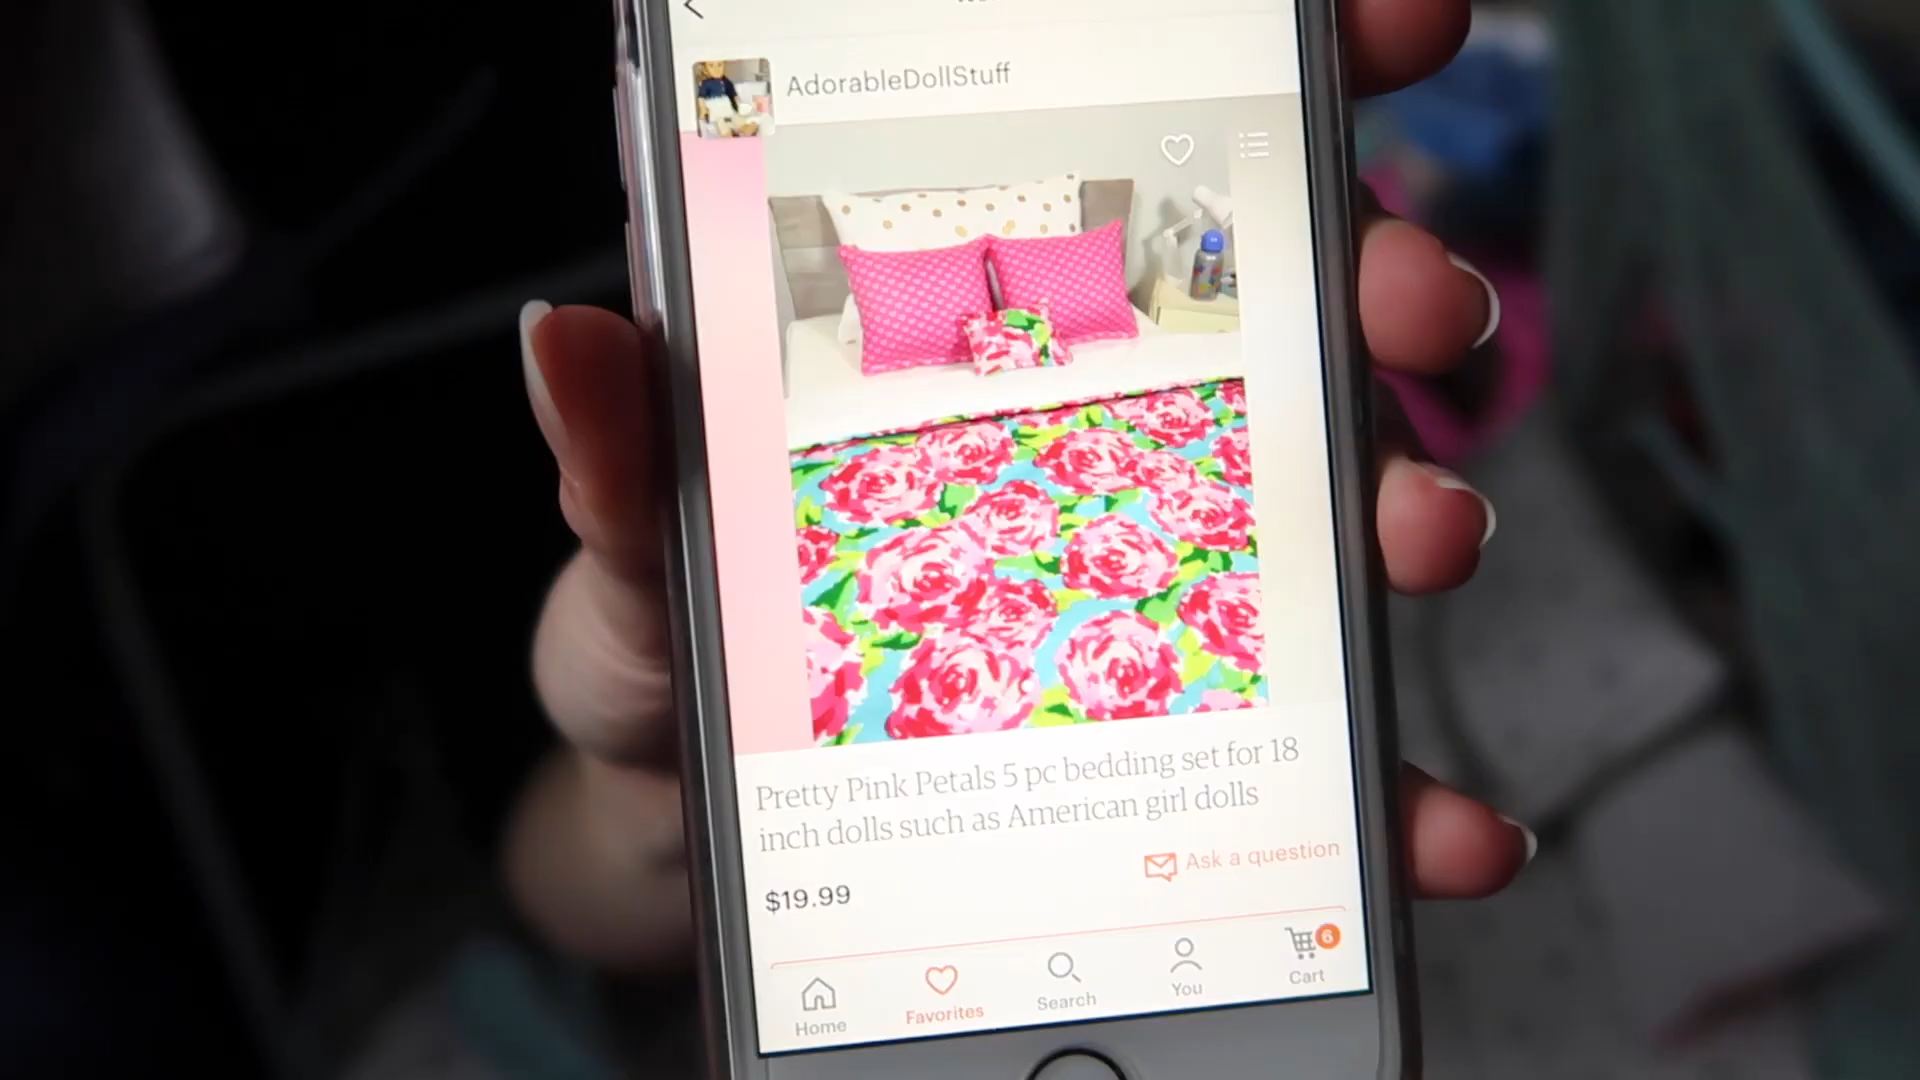 AdorableDollStuff
Pretty Pink Petals 5 pc bedding set for 18
inch dolls such as American girl dolls
Ask a question
$19.99
6
Home
Favorites
Search
You
Cart